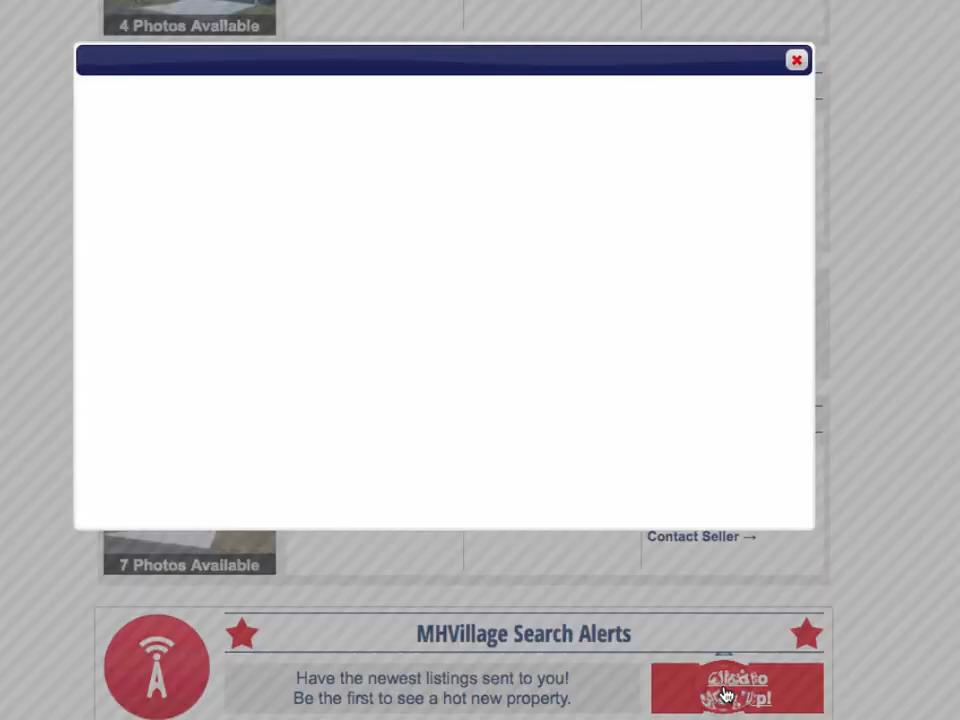 4 Photos Available
Contact Seller →
7 Photos Available
MHVillage Search Alerts
Have the newest listings sent to you!
Be the first to see a hot new property.